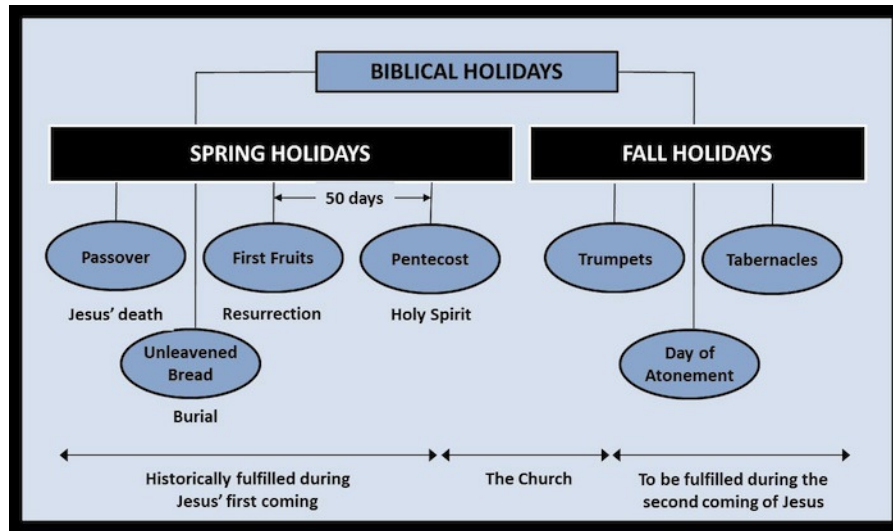 BIBLICAL HOLIDAYS
SPRING HOLIDAYS
FALL HOLIDAYS
50 days
Passover
First Fruits
Pentecost
Trumpets
Tabernacles
Jesus’ death
Resurrection
Holy Spirit
Unleavened
Bread
Day of
Atonement
Burial
Historically fulfilled during
Jesus’ first coming
The Church
To be fulfilled during the
second coming of Jesus